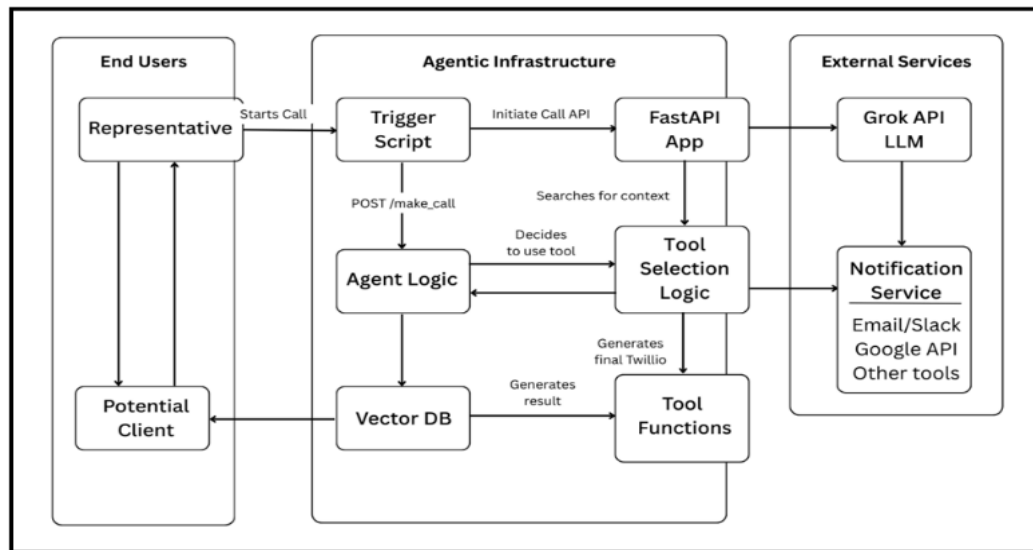 End Users
Agentic Infrastructure
External Services
Representative
Starts Call
Trigger
Script
Initiate Call API
FastAPI
App
Grok API
LLM
POST /make_call
Searches for context
Agent Logic
Decides
to use tool
Tool
Selection
Logic
Notification
Service
Email/Slack
Google API
Other tools
Generates
final Twillio
Potential
Client
Vector DB
Generates
result
Tool
Functions